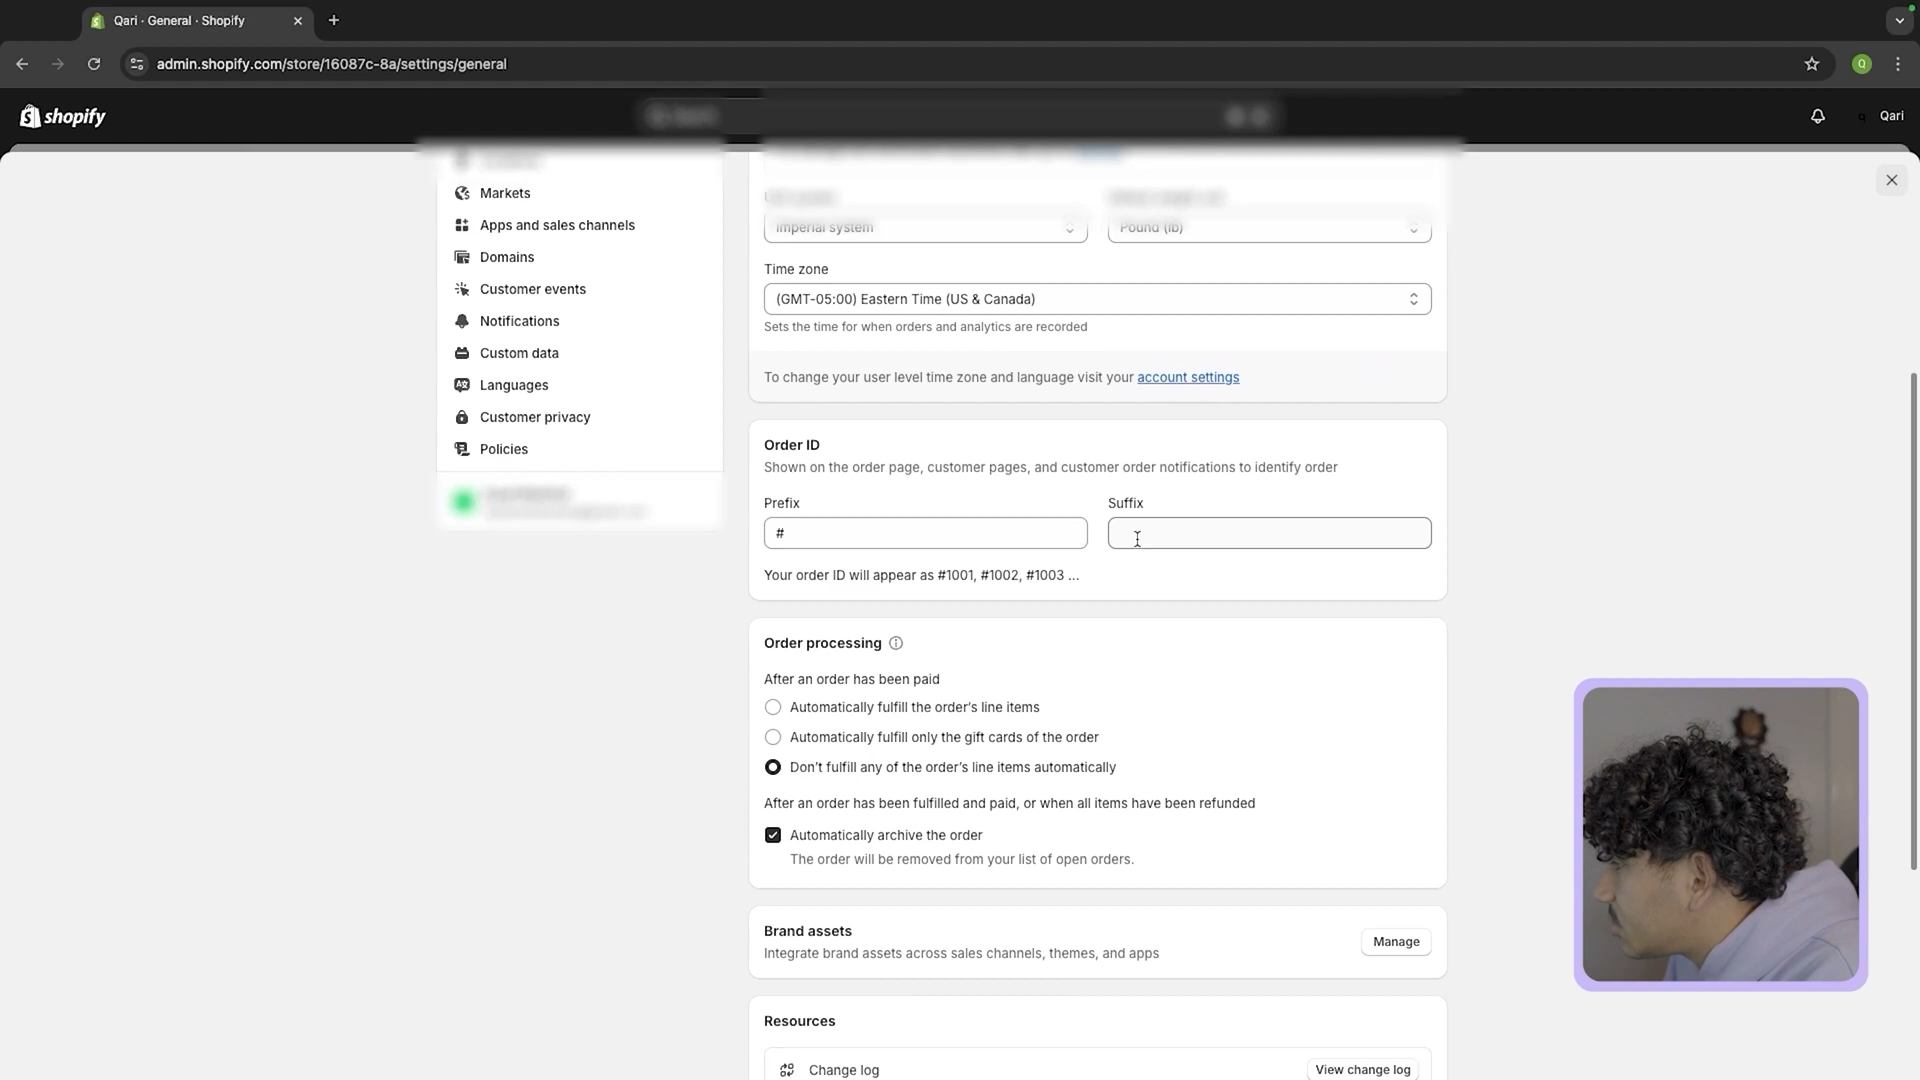 Qari · General · Shopify
admin.shopify.com/store/16087c-8a/settings/general
Q
shopify
Qari
Markets
Apps and sales channels
Domains
Customer events
Notifications
Custom data
Languages
Customer privacy
Policies
Imperial system
Pound (lb)
Time zone
(GMT-05:00) Eastern Time (US & Canada)
Sets the time for when orders and analytics are recorded
To change your user level time zone and language visit your account settings
Order ID
Shown on the order page, customer pages, and customer order notifications to identify order
Prefix
Suffix
#
Your order ID will appear as #1001, #1002, #1003 ...
Order processing
After an order has been paid
Automatically fulfill the order's line items
Automatically fulfill only the gift cards of the order
Don't fulfill any of the order's line items automatically
After an order has been fulfilled and paid, or when all items have been refunded
Automatically archive the order
The order will be removed from your list of open orders.
Brand assets
Integrate brand assets across sales channels, themes, and apps
Manage
Resources
Change log
View change log